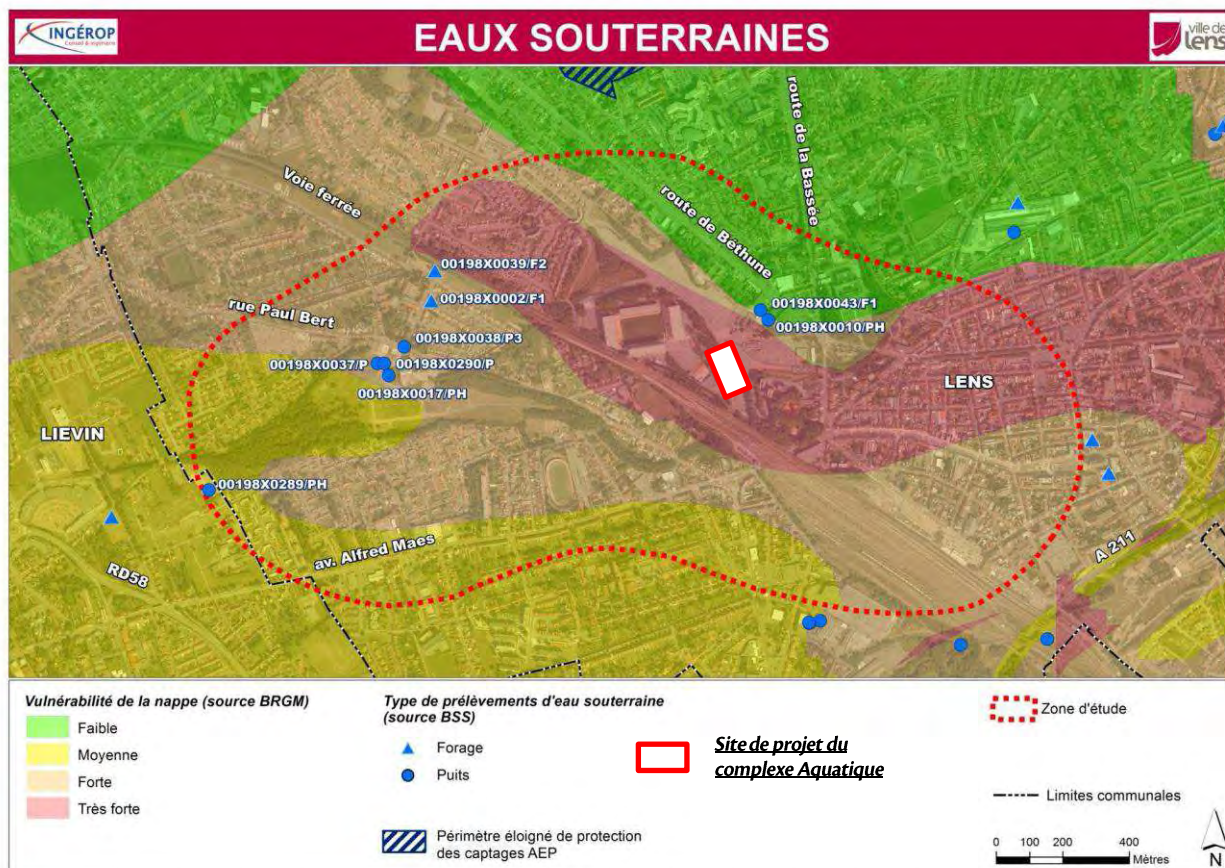 INGÉROP
Conseil & Ingénierie
EAUX SOUTERRAINES
ville de
Lens
Voie ferrée
route de la Bassée
route de Béthune
rue Paul Bert
00198X0039/F2
00198X0002/F1
00198X0043/F1
00198X0010/PH
00198X0038/P3
00198X0037/P
00198X0290/P
00198X0017/PH
LENS
LIEVIN
00198X0289/PH
av. Alfred Maes
RD58
A 211
Vulnérabilité de la nappe (source BRGM)
Faible
Moyenne
Forte
Très forte
Type de prélèvements d'eau souterraine
(source BSS)
Forage
Puits
Périmètre éloigné de protection
des captages AEP
Site de projet du
complexe Aquatique
Zone d'étude
Limites communales
0 100 200 400
Mètres
N